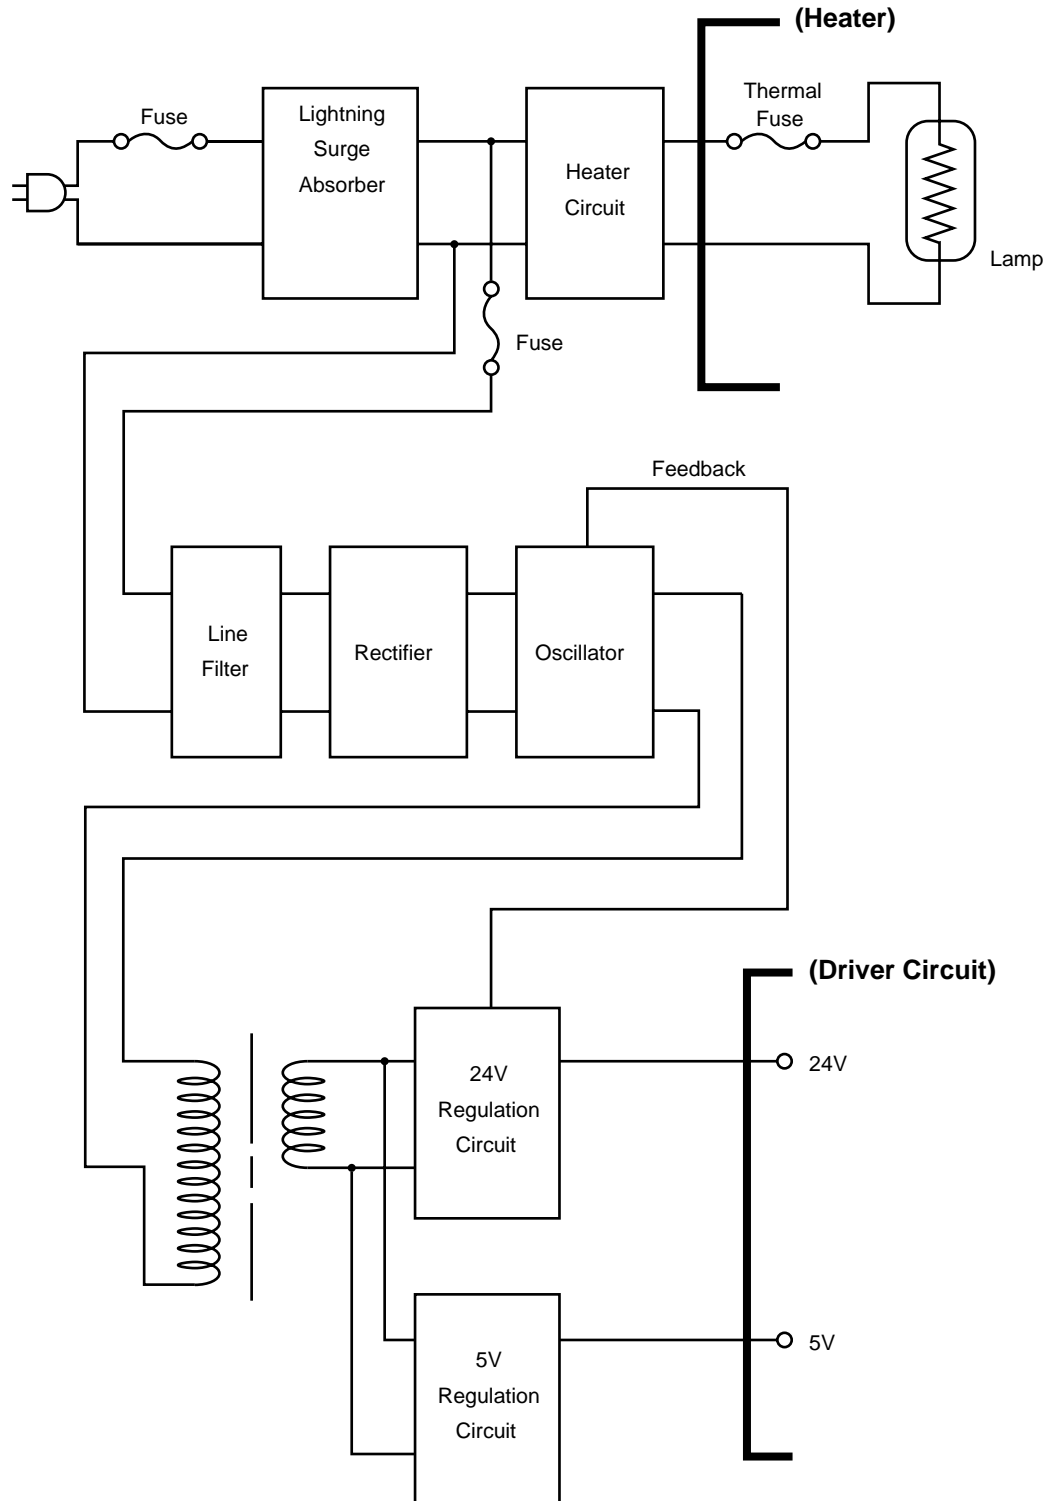 (Heater)
Fuse
Lightning
Surge
Absorber
Heater
Circuit
Thermal
Fuse
Lamp
Fuse
Feedback
Line
Filter
Rectifier
Oscillator
(Driver Circuit)
24V
Regulation
Circuit
24V
5V
Regulation
Circuit
5V